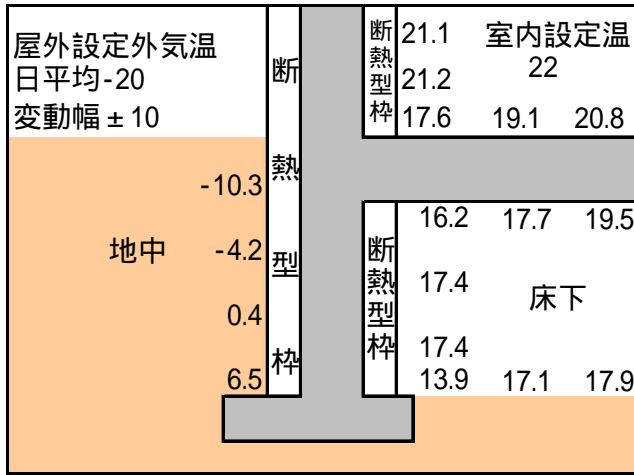 屋外設定外気温
日平均-20
変動幅±10
断熱型枠
断熱型枠
21.1
室内設定温
22
21.2
17.6 19.1 20.8
-10.3
地中
-4.2
0.4
6.5
断熱型枠
16.2 17.7 19.5
17.4
床下
17.4
13.9 17.1 17.9